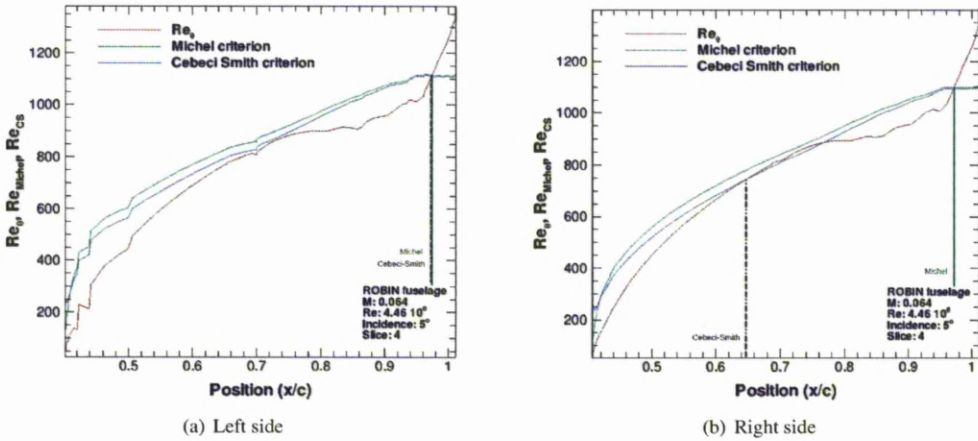 Re_θ, Re_Michel, Re_CS
1200
1000
800
600
400
200
Re_θ
Michel criterion
Cebeci Smith criterion
Michel
Cebeci-Smith
ROBIN fuselage
M: 0.064
Re: 4.46 10⁶
Incidence: 5°
Slice: 4
0.5 0.6 0.7 0.8 0.9 1
Position (x/c)
(a) Left side
Re_θ, Re_Michel, Re_CS
1200
1000
800
600
400
200
Re_θ
Michel criterion
Cebeci Smith criterion
Michel
Cebeci-Smith
ROBIN fuselage
M: 0.064
Re: 4.46 10⁶
Incidence: 5°
Slice: 4
0.5 0.6 0.7 0.8 0.9 1
Position (x/c)
(b) Right side